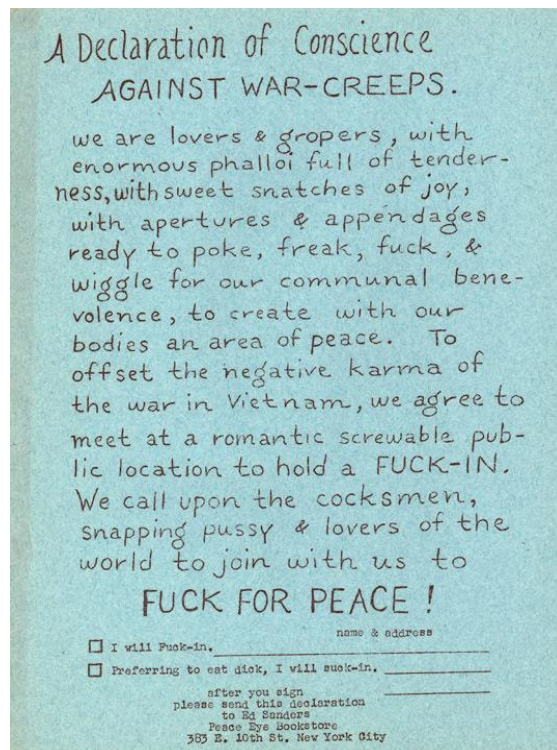 A Declaration of Conscience
AGAINST WAR-CREEPS.
we are lovers & gropers, with
enormous phalloi full of tender-
ness, with sweet snatches of joy,
with apertures & appendages
ready to poke, freak, fuck, &
wiggle for our communal bene-
volence, to create with our
bodies an area of peace. To
offset the negative karma of
the war in Vietnam, we agree to
meet at a romantic screwable pub-
lic location to hold a FUCK-IN.
We call upon the cocksmen,
snapping pussy & lovers of the
world to join with us to
FUCK FOR PEACE!
name & address
I will Fuck-in.
Preferring to eat dick, I will suck-in.
after you sign
please send this declaration
to Ed Sanders
Peace Eye Bookstore
383 E. 10th St. New York City